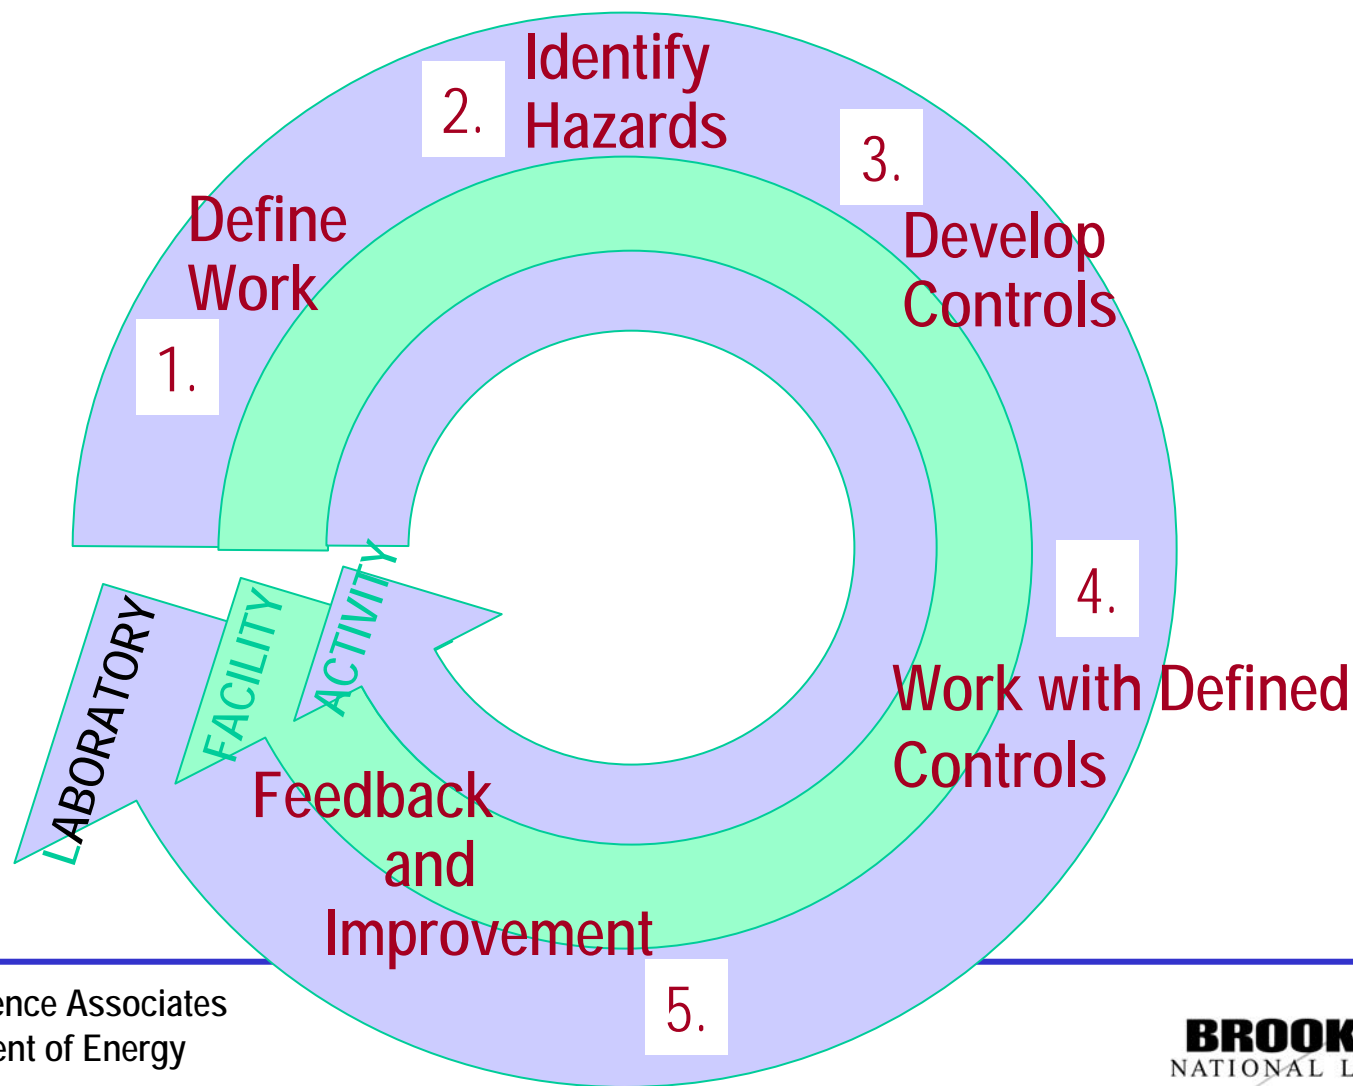 1.
Define
Work
2.
Identify
Hazards
3.
Develop
Controls
4.
Work with Defined
Controls
5.
Feedback
and
Improvement
LABORATORY
FACILITY
ACTIVITY
ence Associates
ent of Energy
BROOK
NATIONAL L